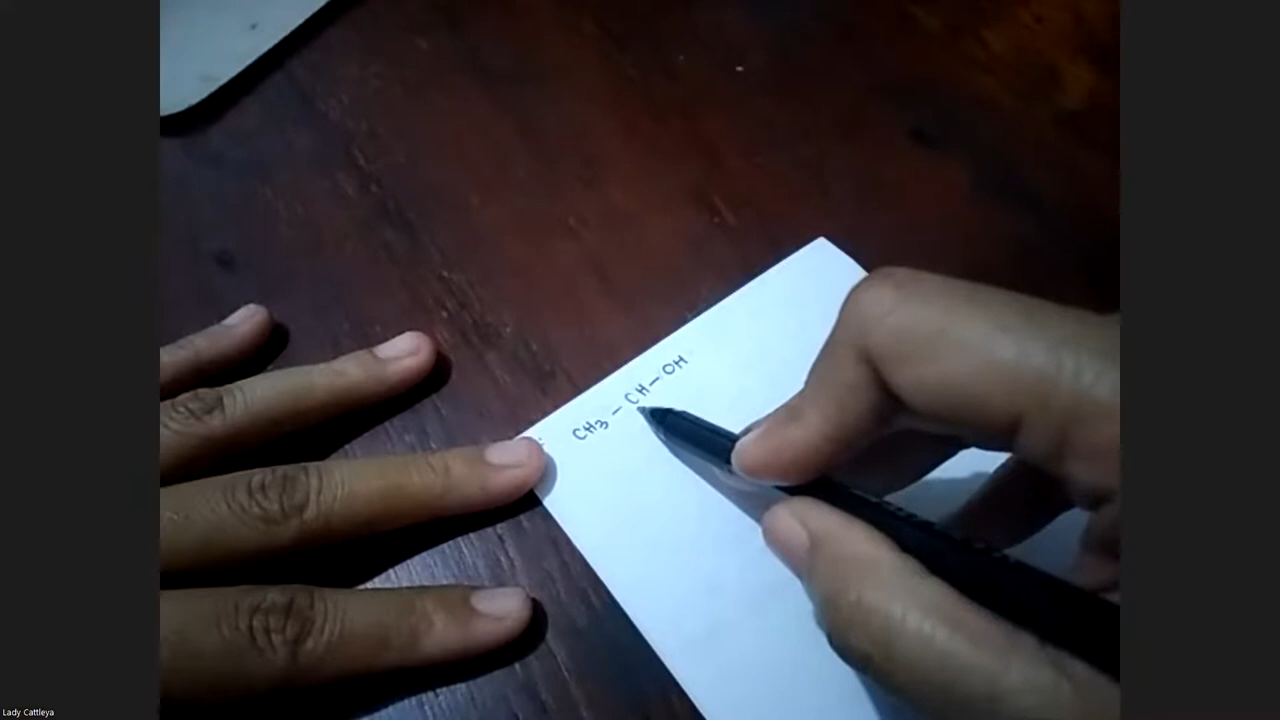 CH3 – CH – OH
Lady Cattleya